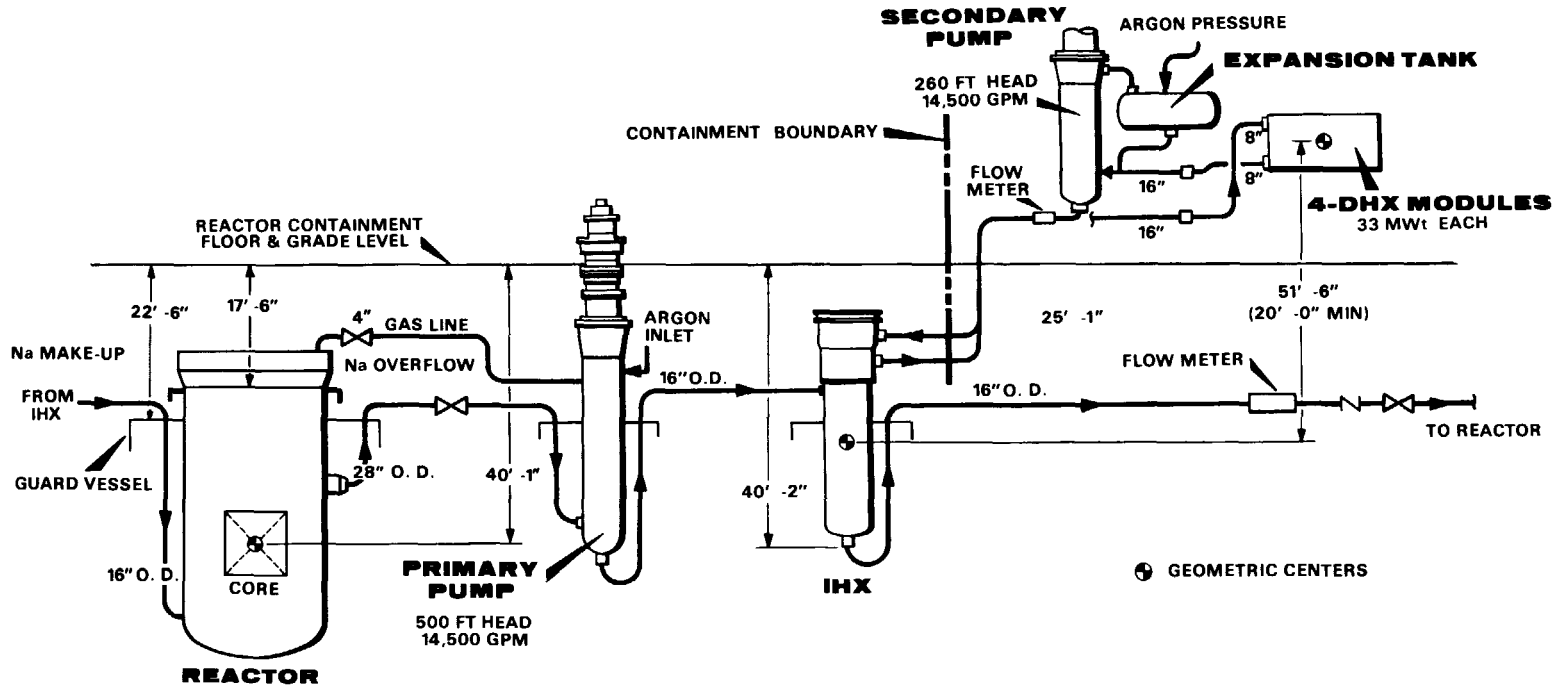 SECONDARY
PUMP
ARGON PRESSURE
EXPANSION TANK
260 FT HEAD
14,500 GPM
CONTAINMENT BOUNDARY
8"
8"
FLOW
METER
16"
16"
4-DHX MODULES
33 MWt EACH
REACTOR CONTAINMENT
FLOOR & GRADE LEVEL
22' -6"
17' -6"
4"
GAS LINE
ARGON
INLET
25' -1"
51' -6"
(20' -0" MIN)
Na MAKE-UP
Na OVERFLOW
FLOW METER
FROM
IHX
16" O.D.
16" O. D.
TO REACTOR
GUARD VESSEL
28" O. D.
40' -1"
40' -2"
16" O. D.
CORE
PRIMARY
PUMP
500 FT HEAD
14,500 GPM
IHX
GEOMETRIC CENTERS
REACTOR